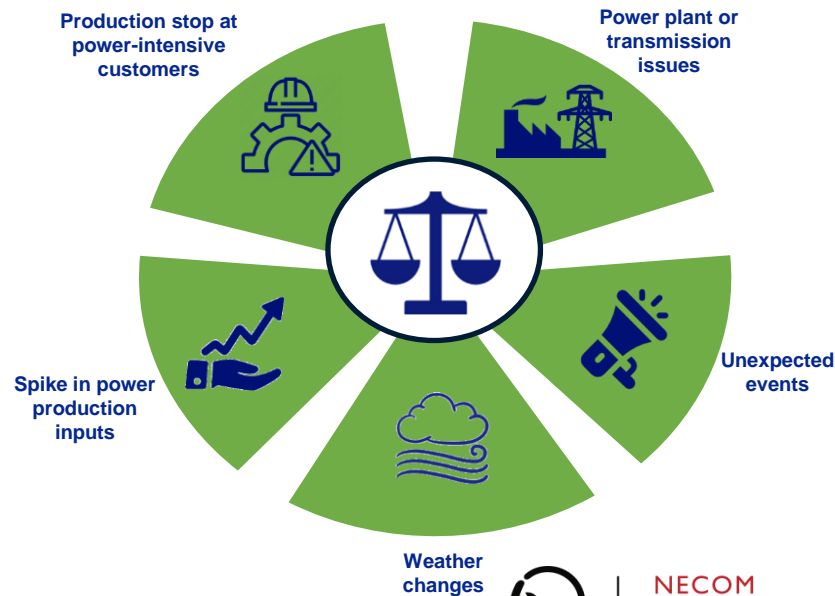 Production stop at
power-intensive
customers
Power plant or
transmission
issues
Spike in power
production
inputs
Unexpected
events
Weather
changes
NECOM